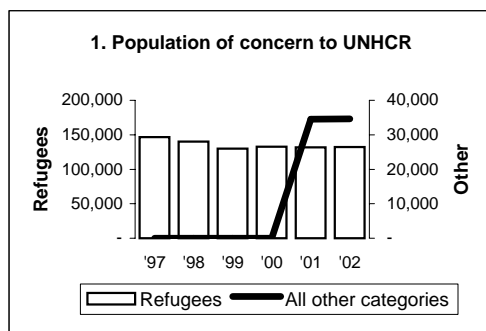 1. Population of concern to UNHCR
200,000
150,000
100,000
50,000
-
Refugees
40,000
30,000
20,000
10,000
-
Other
'97 '98 '99 '00 '01 '02
Refugees All other categories